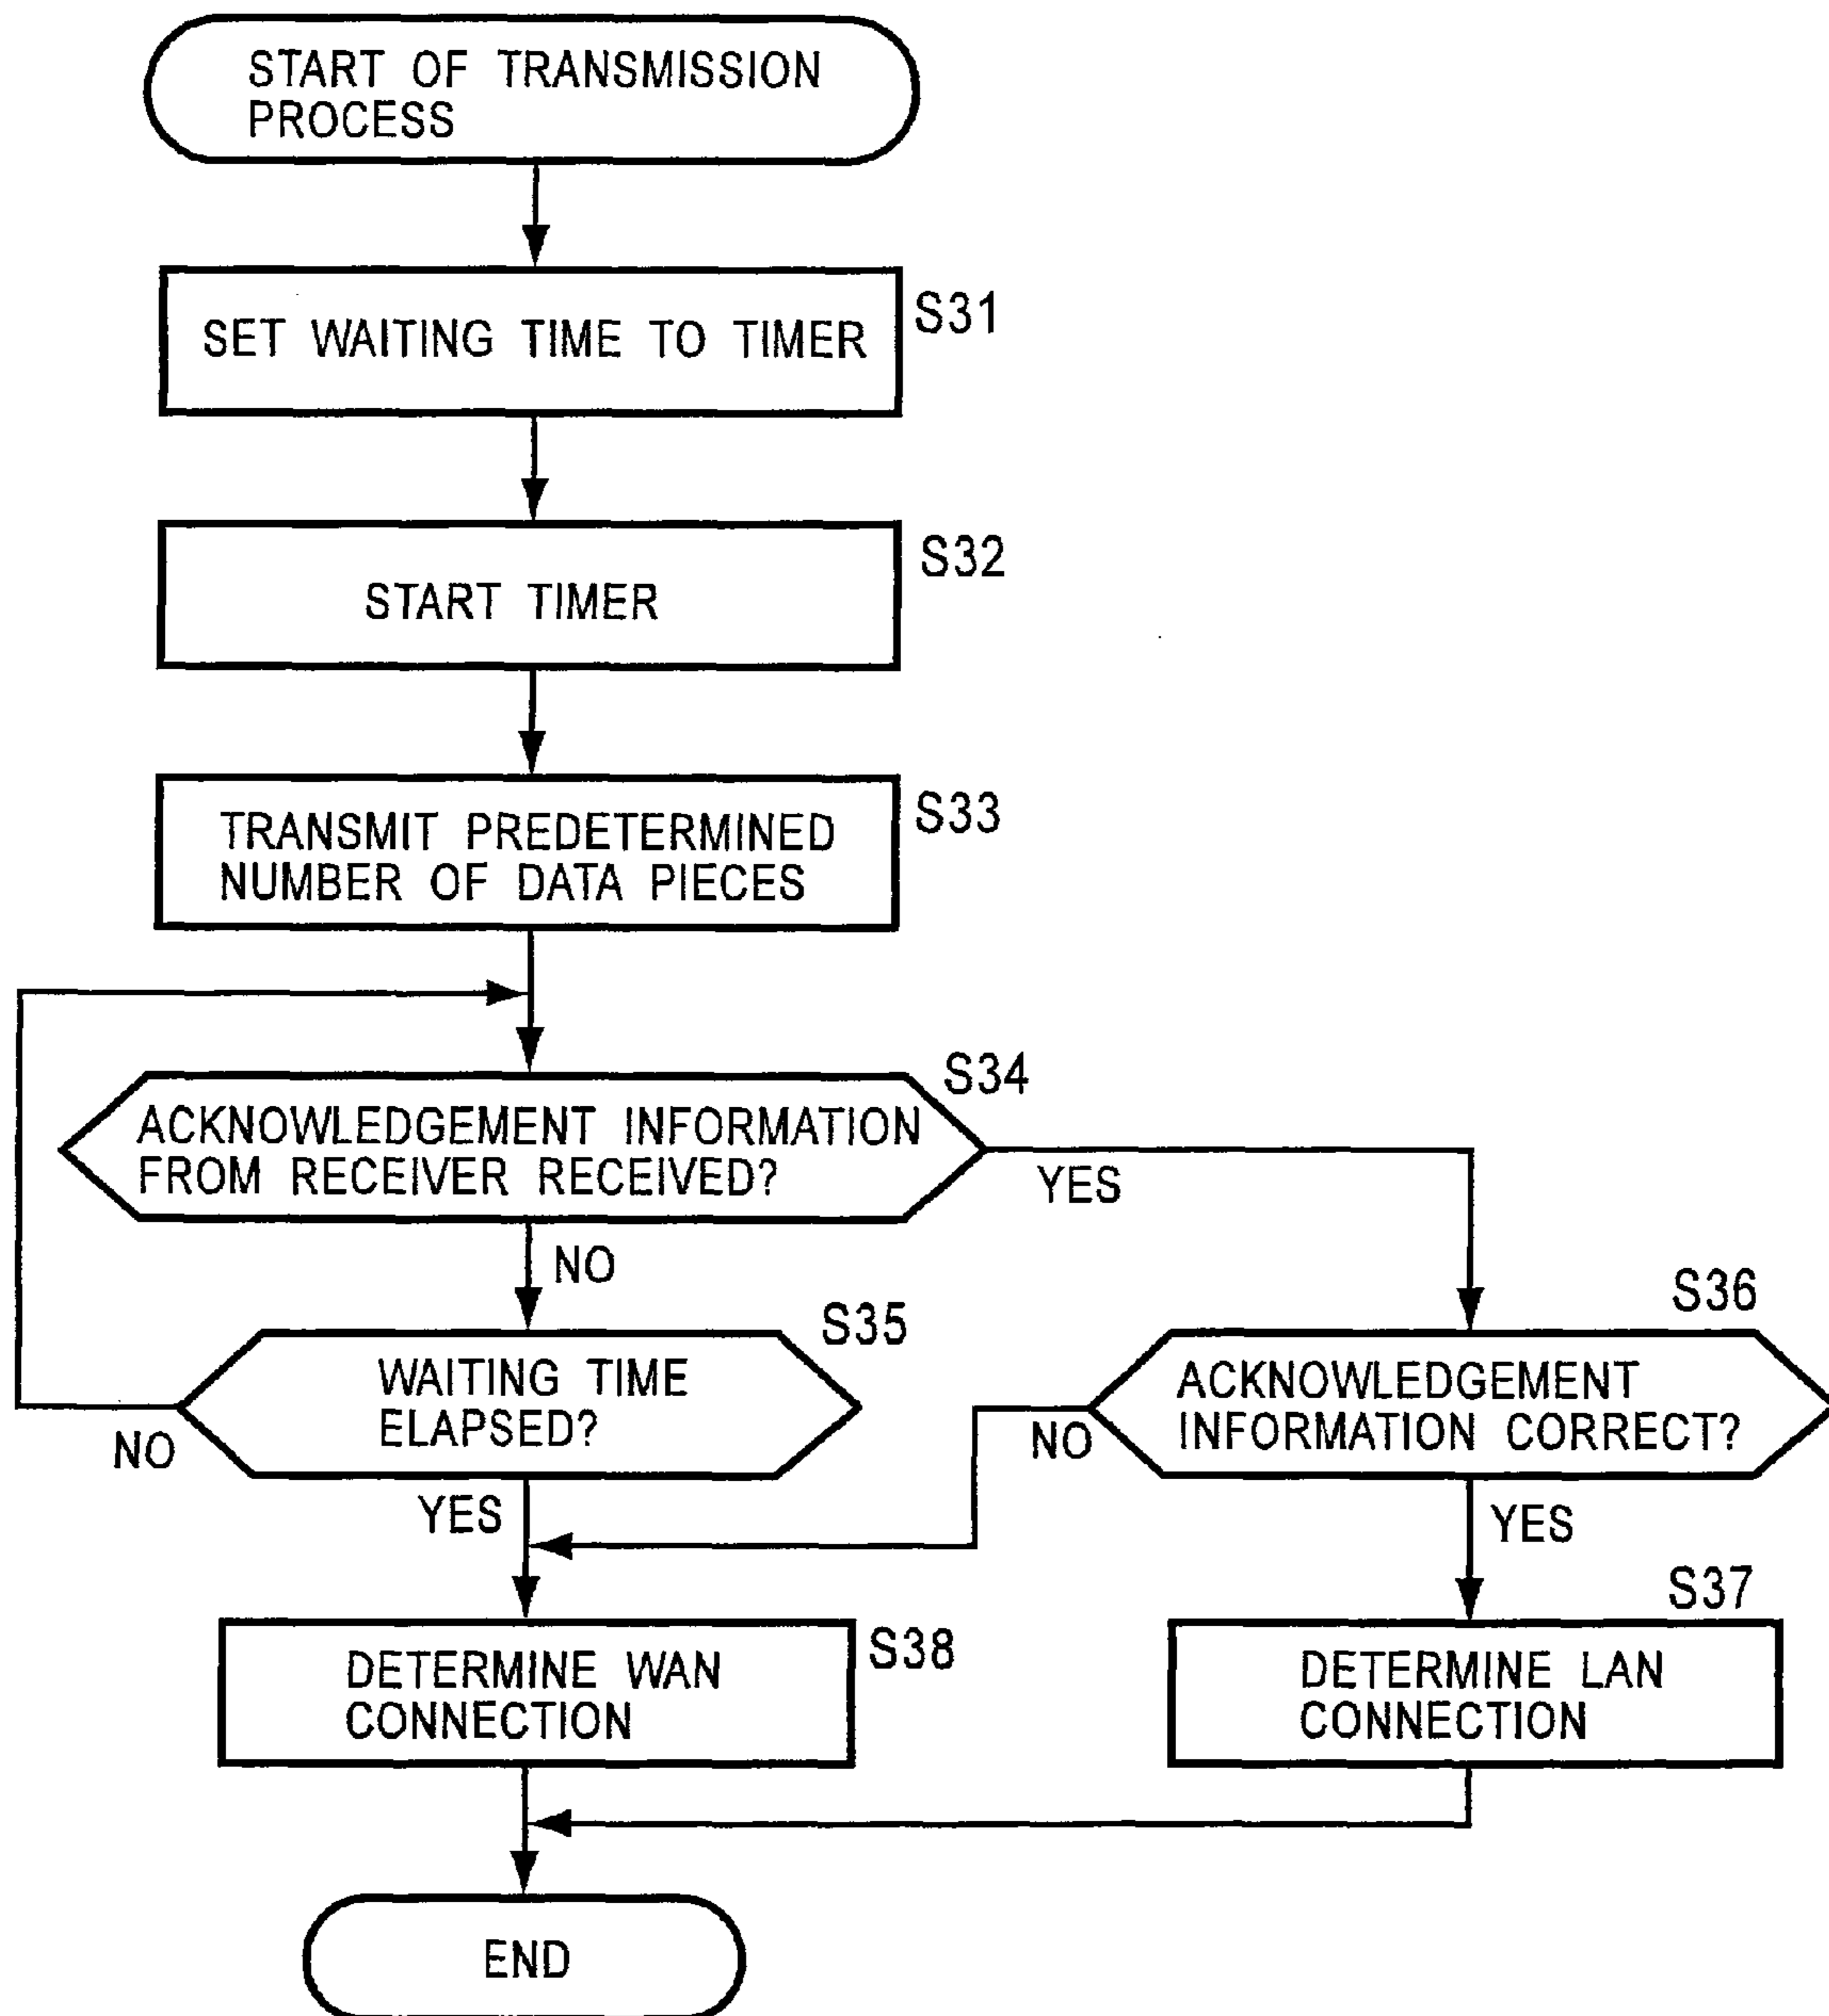 START OF TRANSMISSION
PROCESS
SET WAITING TIME TO TIMER
S31
START TIMER
S32
TRANSMIT PREDETERMINED
NUMBER OF DATA PIECES
S33
ACKNOWLEDGEMENT INFORMATION
FROM RECEIVER RECEIVED?
S34
YES
NO
WAITING TIME
ELAPSED?
S35
NO
YES
ACKNOWLEDGEMENT
INFORMATION CORRECT?
S36
NO
YES
DETERMINE WAN
CONNECTION
S38
DETERMINE LAN
CONNECTION
S37
END